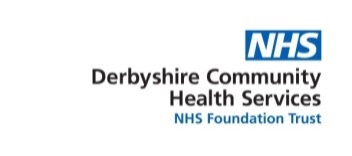 NHS
Derbyshire Community
Health Services
NHS Foundation Trust